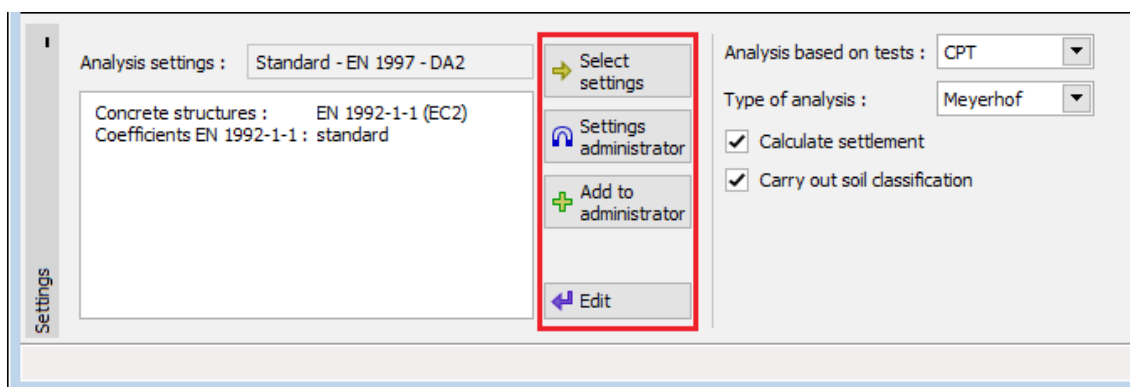 Analysis settings : Standard - EN 1997 - DA2
Concrete structures : EN 1992-1-1 (EC2)
Coefficients EN 1992-1-1 : standard
Select
settings
Settings
administrator
Add to
administrator
Edit
Analysis based on tests : CPT
Type of analysis : Meyerhof
Calculate settlement
Carry out soil classification
Settings